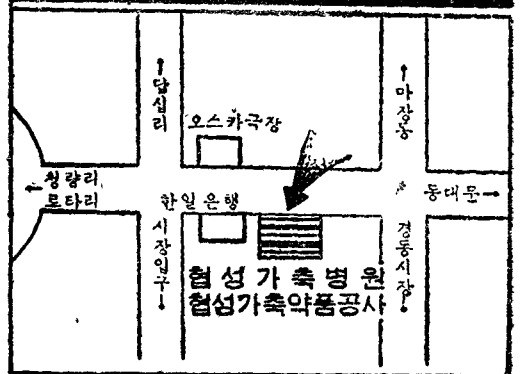 답십리
마장동
오스카극장
청량리
로타리
동대문
한일은행
시장입구
경동시장
협성가축병원
협성가축약품공사